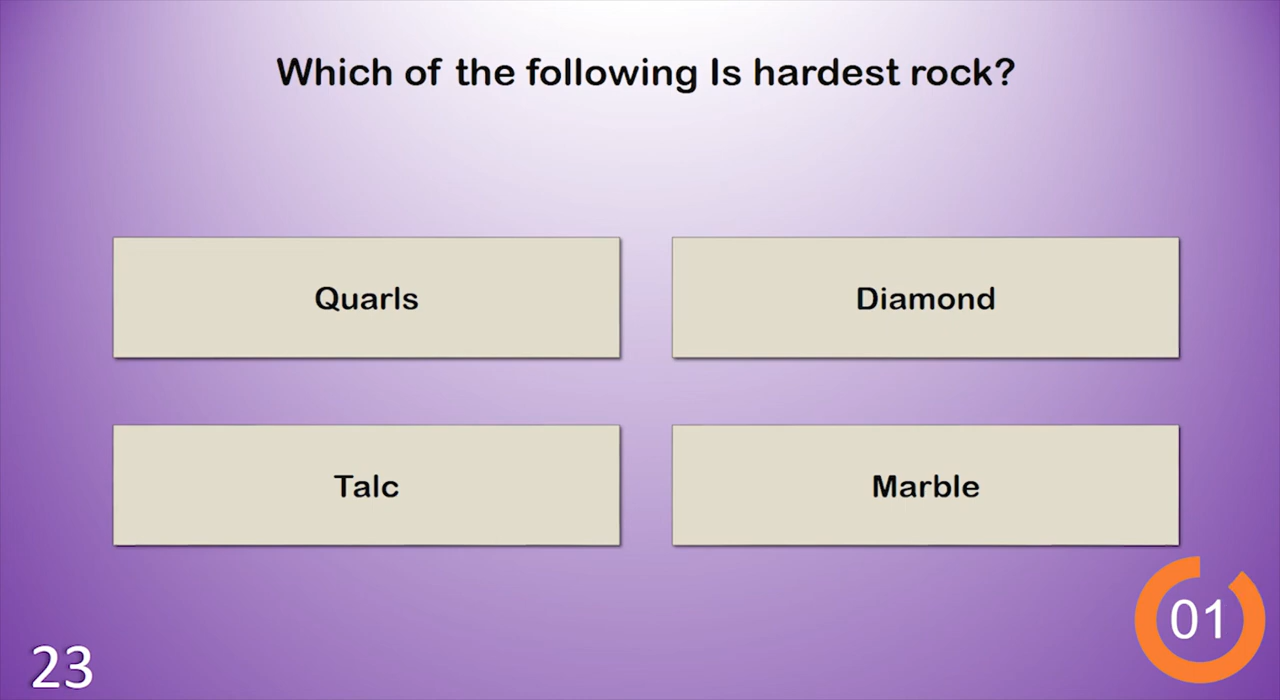 Which of the following Is hardest rock?
Quarls
Diamond
Talc
Marble
01
23